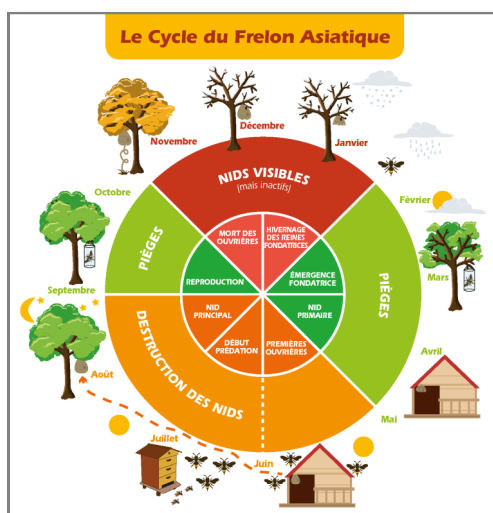 Le Cycle du Frelon Asiatique
Décembre
Novembre
Janvier
NIDS VISIBLES
(mais inactifs)
Octobre
Février
PIÈGES
MORT DES
OUVRIÈRES
HIVERNAGE
DES REINES
FONDATRICES
REPRODUCTION
ÉMERGENCE
FONDATRICE
PIÈGES
Mars
Septembre
NID
PRINCIPAL
NID
PRIMAIRE
DÉBUT
PRÉDATION
PREMIÈRES
OUVRIÈRES
DESTRUCTION DES NIDS
Avril
Août
Mai
Juillet
Juin